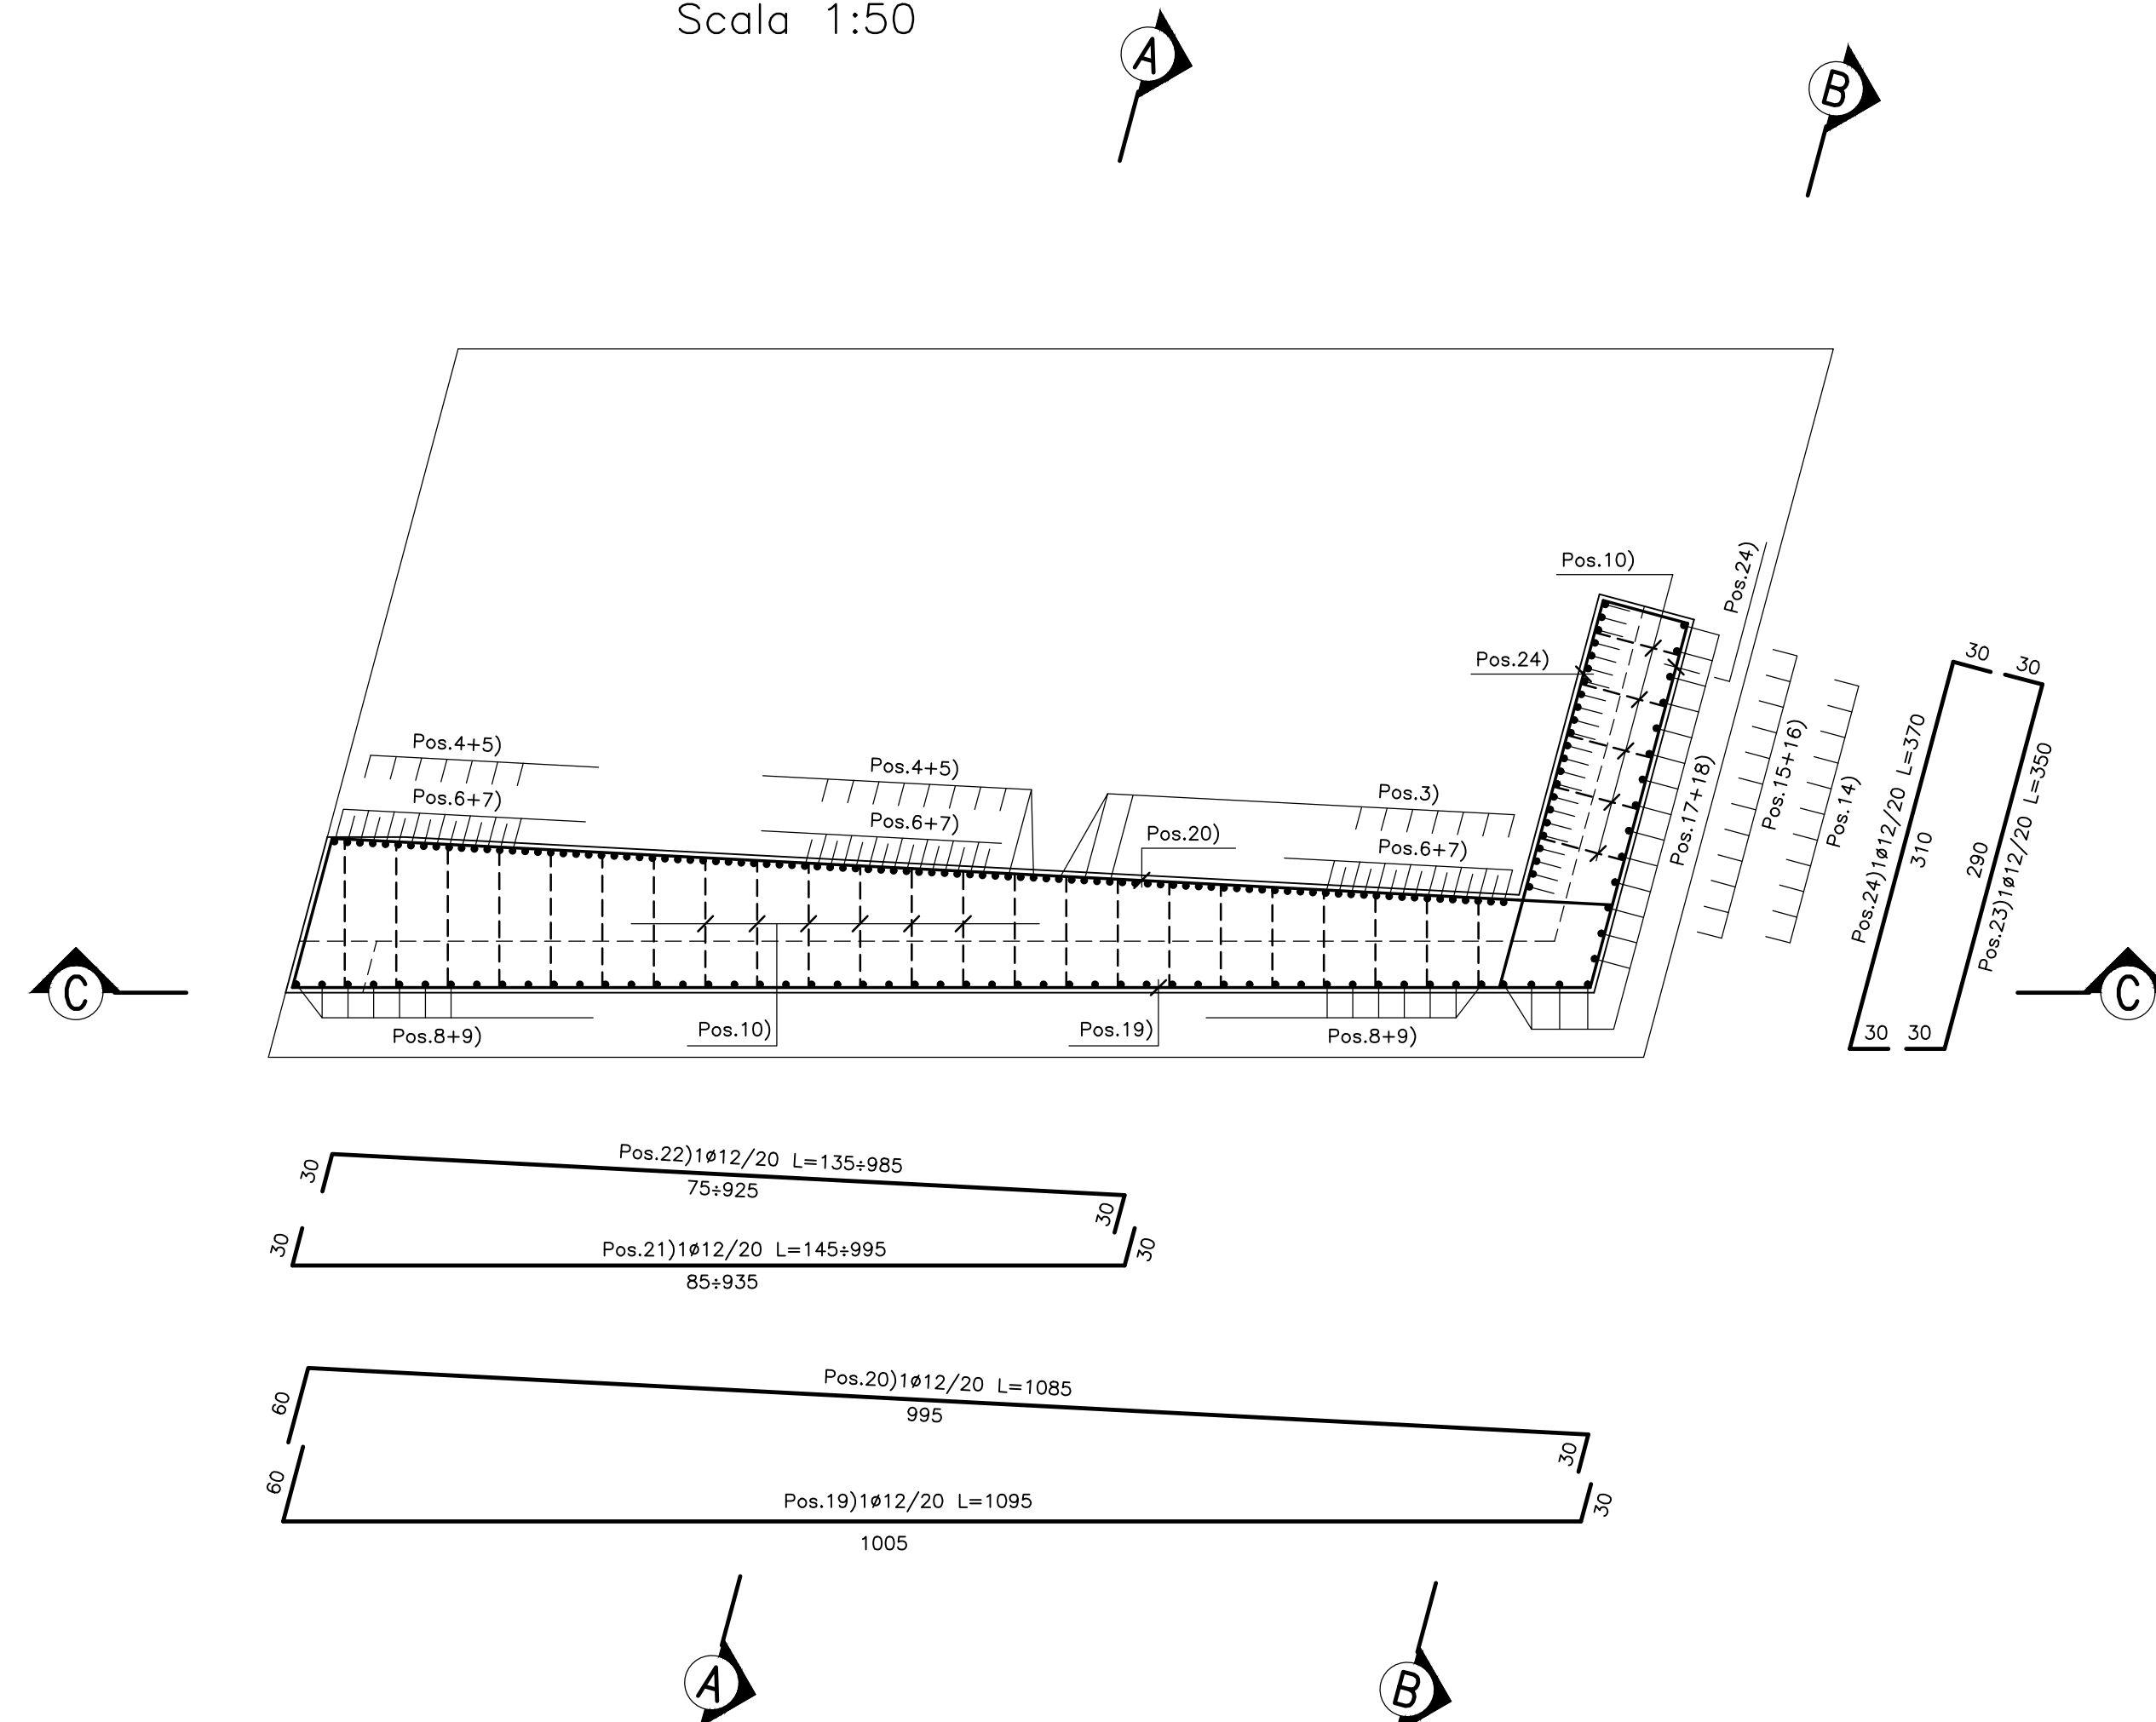 Scala 1:50
A
B
Pos.10)
Pos.24)
Pos.24)
Pos.4+5)
Pos.4+5)
Pos.3)
Pos.6+7)
Pos.6+7)
Pos.20)
Pos.6+7)
Pos.17+18)
Pos.15+16)
Pos.14)
30
30
Pos.24)1ø12/20 L=370
310
290
Pos.23)1ø12/20 L=350
30
30
C
C
Pos.8+9)
Pos.10)
Pos.19)
Pos.8+9)
Pos.22)1ø12/20 L=135÷985
75÷925
30
30
Pos.21)1ø12/20 L=145÷995
85÷935
30
30
Pos.20)1ø12/20 L=1085
995
60
30
Pos.19)1ø12/20 L=1095
1005
60
30
A
B